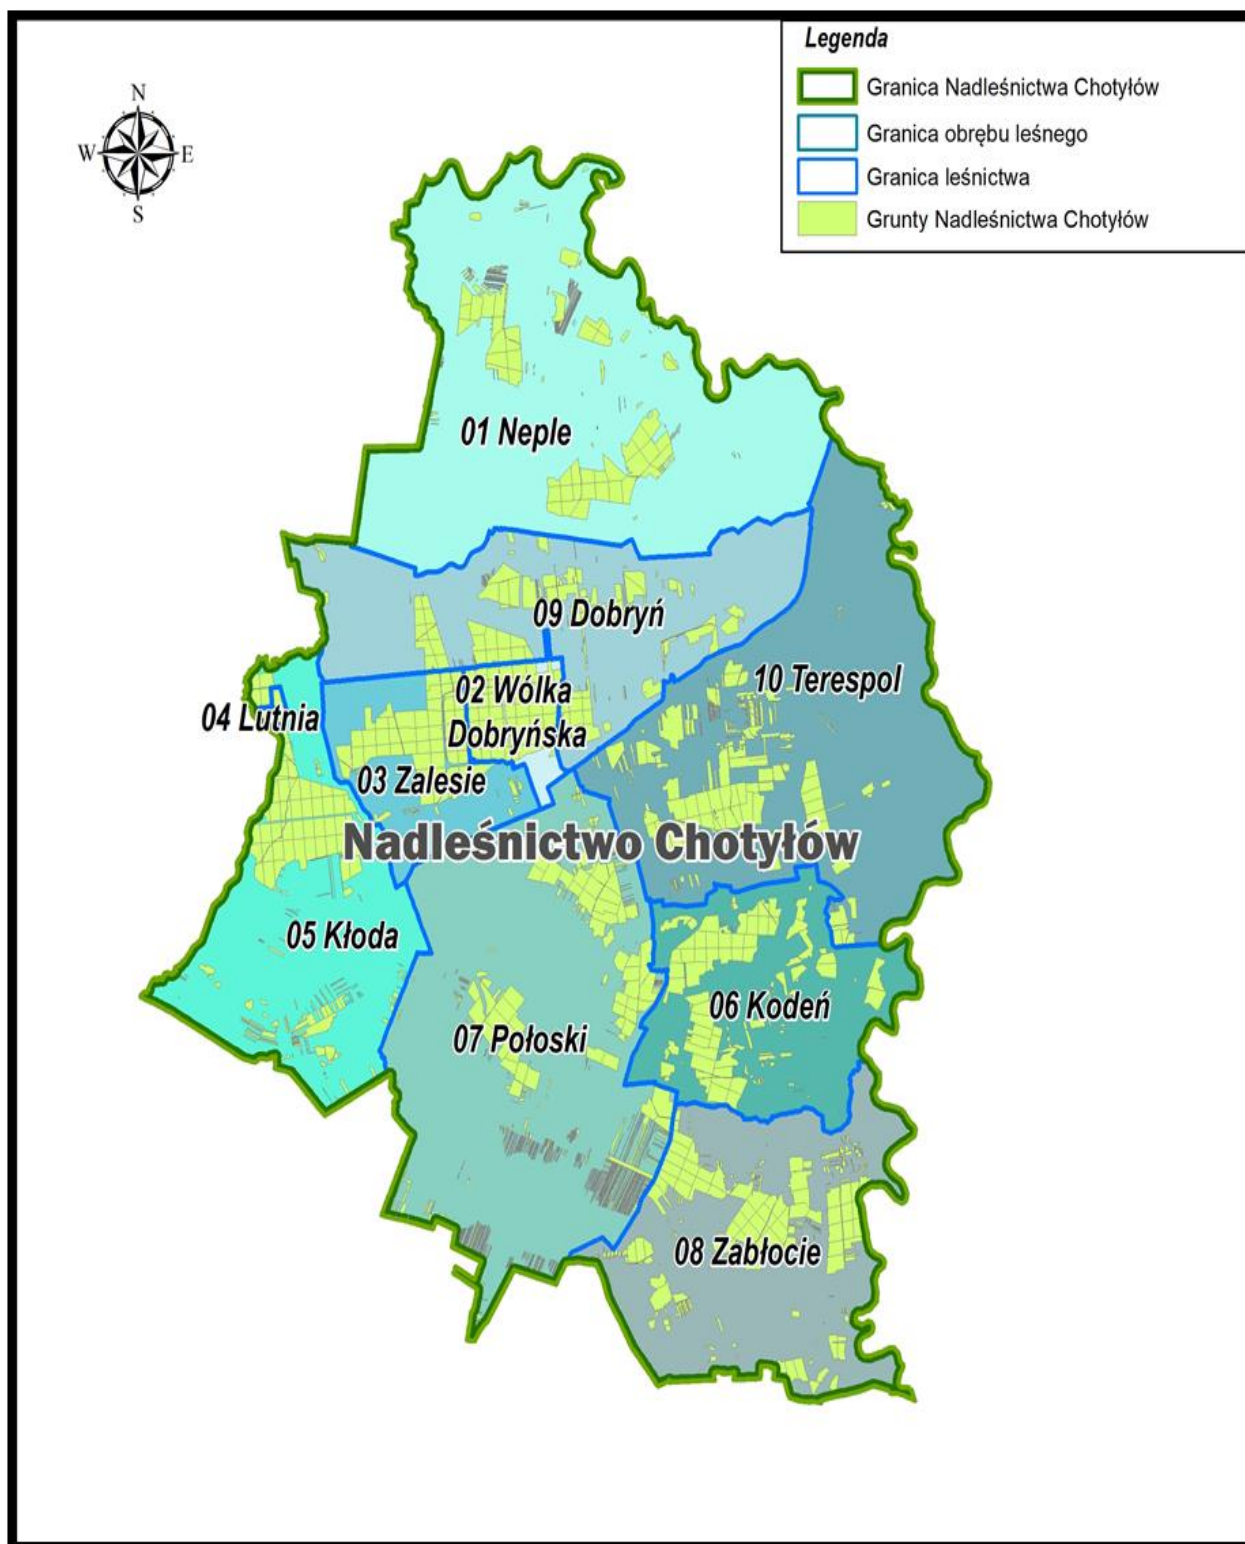 Legenda
Granica Nadleśnictwa Chotyłów
Granica obrębu leśnego
Granica leśnictwa
Grunty Nadleśnictwa Chotyłów
N
W
E
S
01 Neple
09 Dobryń
10 Terespol
02 Wólka
Dobryńska
04 Lutnia
03 Zalesie
Nadleśnictwo Chotyłów
05 Kłoda
06 Kodeń
07 Połoski
08 Zabłocie